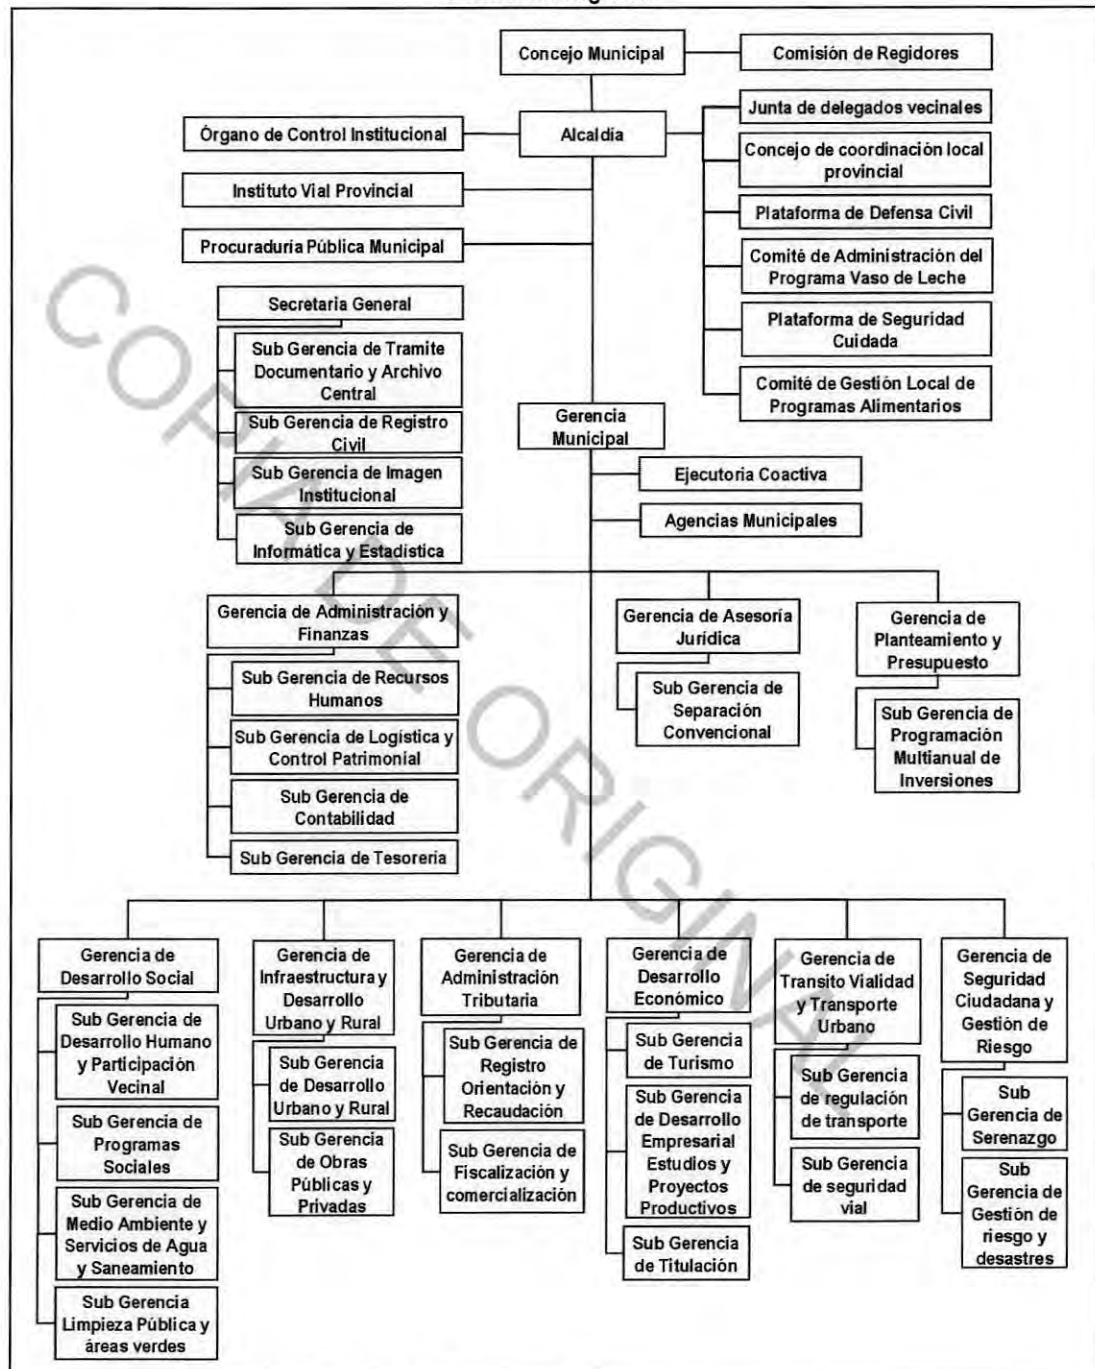 Concejo Municipal
Comisión de Regidores
Junta de delegados vecinales
Órgano de Control Institucional
Alcaldía
Concejo de coordinación local
provincial
Instituto Vial Provincial
Plataforma de Defensa Civil
Procuraduría Pública Municipal
Comité de Administración del
Programa Vaso de Leche
Secretaria General
Plataforma de Seguridad
Cuidada
Sub Gerencia de Tramite
Documentario y Archivo
Central
Comité de Gestión Local de
Programas Alimentarios
Gerencia
Municipal
Sub Gerencia de Registro
Civil
Sub Gerencia de Imagen
Institucional
Ejecutoria Coactiva
Sub Gerencia de
Informática y Estadística
Agencias Municipales
Gerencia de Administración y
Finanzas
Sub Gerencia de Recursos
Humanos
Sub Gerencia de Logística y
Control Patrimonial
Sub Gerencia de
Contabilidad
Sub Gerencia de Tesorería
Gerencia de Asesoría
Jurídica
Sub Gerencia de
Separación
Convencional
Gerencia de
Planteamiento y
Presupuesto
Sub Gerencia de
Programación
Multianual de
Inversiones
Gerencia de
Desarrollo Social
Sub Gerencia de
Desarrollo Humano
y Participación
Vecinal
Sub Gerencia de
Programas
Sociales
Sub Gerencia de
Medio Ambiente y
Servicios de Agua
y Saneamiento
Sub Gerencia
Limpieza Pública y
áreas verdes
Gerencia de
Infraestructura y
Desarrollo
Urbano y Rural
Sub Gerencia
de Desarrollo
Urbano y Rural
Sub Gerencia
de Obras
Públicas y
Privadas
Gerencia de
Administración
Tributaria
Sub Gerencia de
Registro
Orientación y
Recaudación
Sub Gerencia de
Fiscalización y
comercialización
Gerencia de
Desarrollo
Económico
Sub Gerencia
de Turismo
Sub Gerencia
de Desarrollo
Empresarial
Estudios y
Proyectos
Productivos
Sub Gerencia
de Titulación
Gerencia de
Transito Vialidad
y Transporte
Urbano
Sub Gerencia
de regulación
de transporte
Sub Gerencia
de seguridad
vial
Gerencia de
Seguridad
Ciudadana y
Gestión de
Riesgo
Sub
Gerencia de
Serenazgo
Sub
Gerencia de
Gestión de
riesgo y
desastres
COPIA DE ORIGINAL